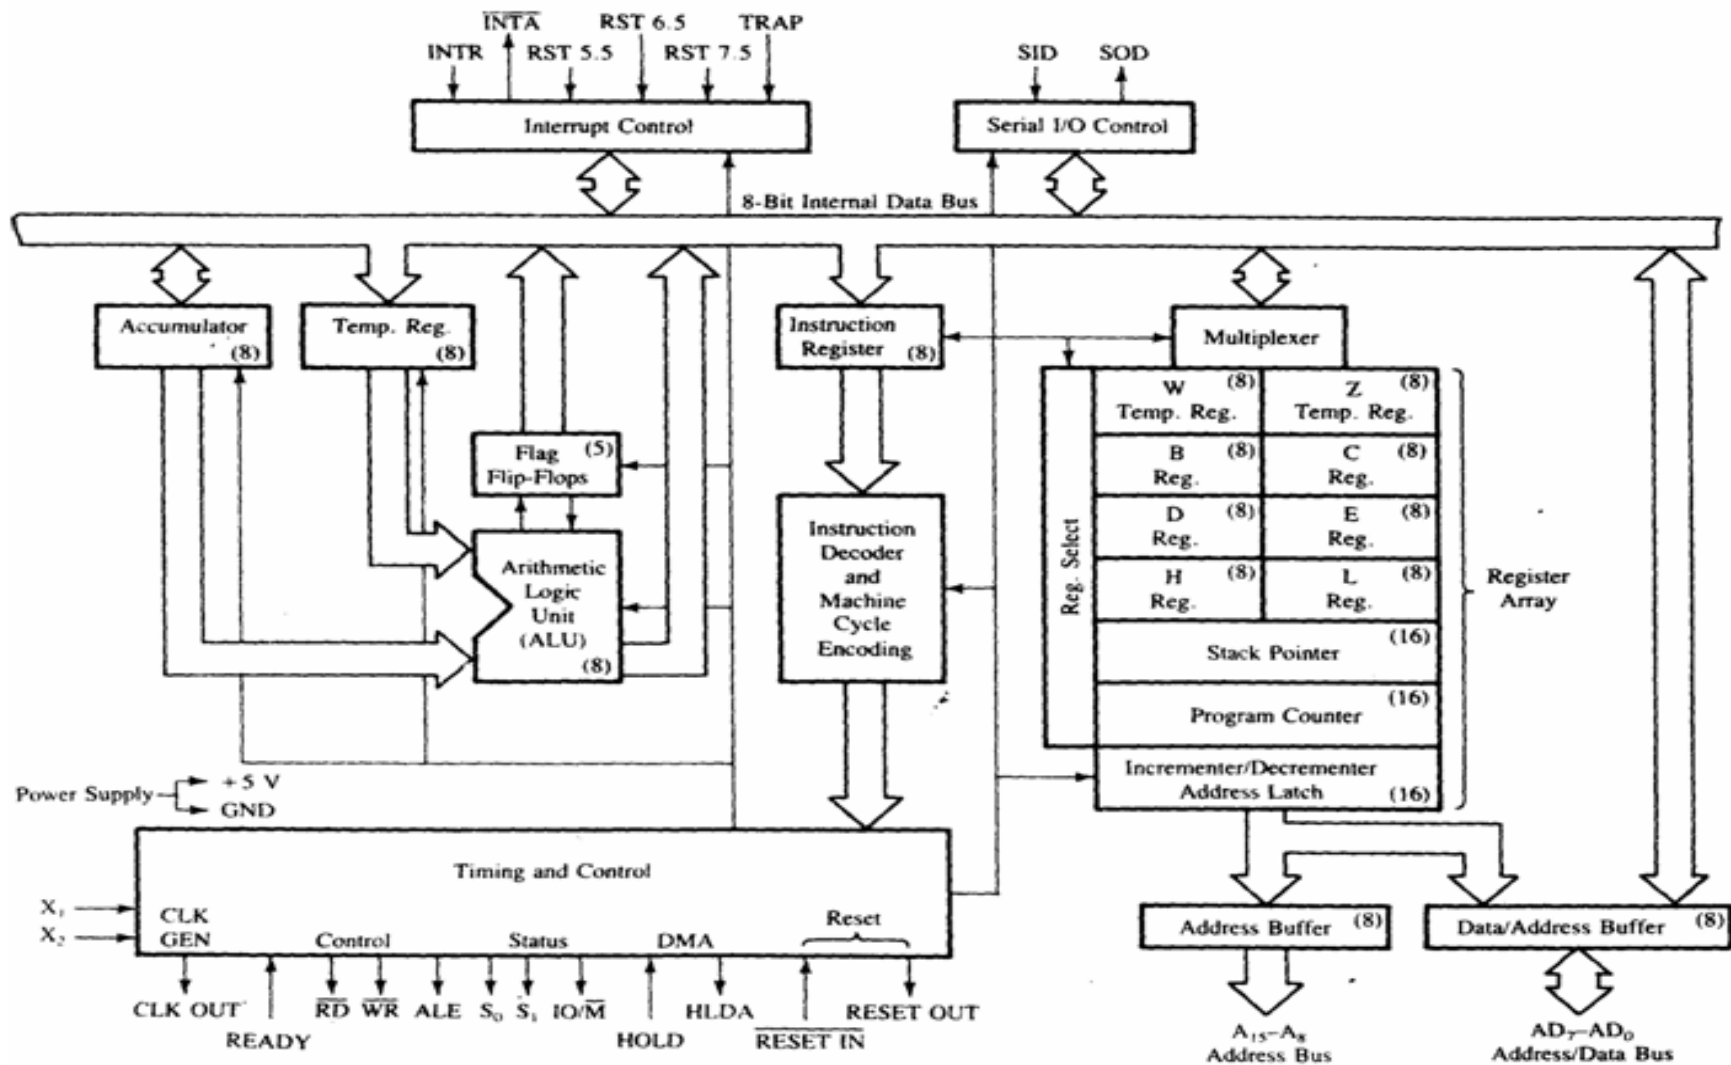 INTA
RST 6.5
TRAP
INTR
RST 5.5
RST 7.5
SID
SOD
Interrupt Control
Serial I/O Control
8-Bit Internal Data Bus
Accumulator
(8)
Temp. Reg.
(8)
Instruction
Register
(8)
Multiplexer
Flag
Flip-Flops
(5)
Arithmetic
Logic
Unit
(ALU)
(8)
Instruction
Decoder
and
Machine
Cycle
Encoding
Reg. Select
W
Temp. Reg.
(8)
Z
Temp. Reg.
(8)
B
Reg.
(8)
C
Reg.
(8)
D
Reg.
(8)
E
Reg.
(8)
H
Reg.
(8)
L
Reg.
(8)
Stack Pointer
(16)
Program Counter
(16)
Incrementer/Decrementer
Address Latch
(16)
Register
Array
Power Supply
+5 V
GND
Timing and Control
X₁
X₂
CLK
GEN
Control
Status
DMA
Reset
CLK OUT
READY
RD
WR
ALE
S₀
S₁
IO/M
HOLD
HLDA
RESET IN
RESET OUT
Address Buffer
(8)
Data/Address Buffer
(8)
A₁₅–A₈
Address Bus
AD₇–AD₀
Address/Data Bus